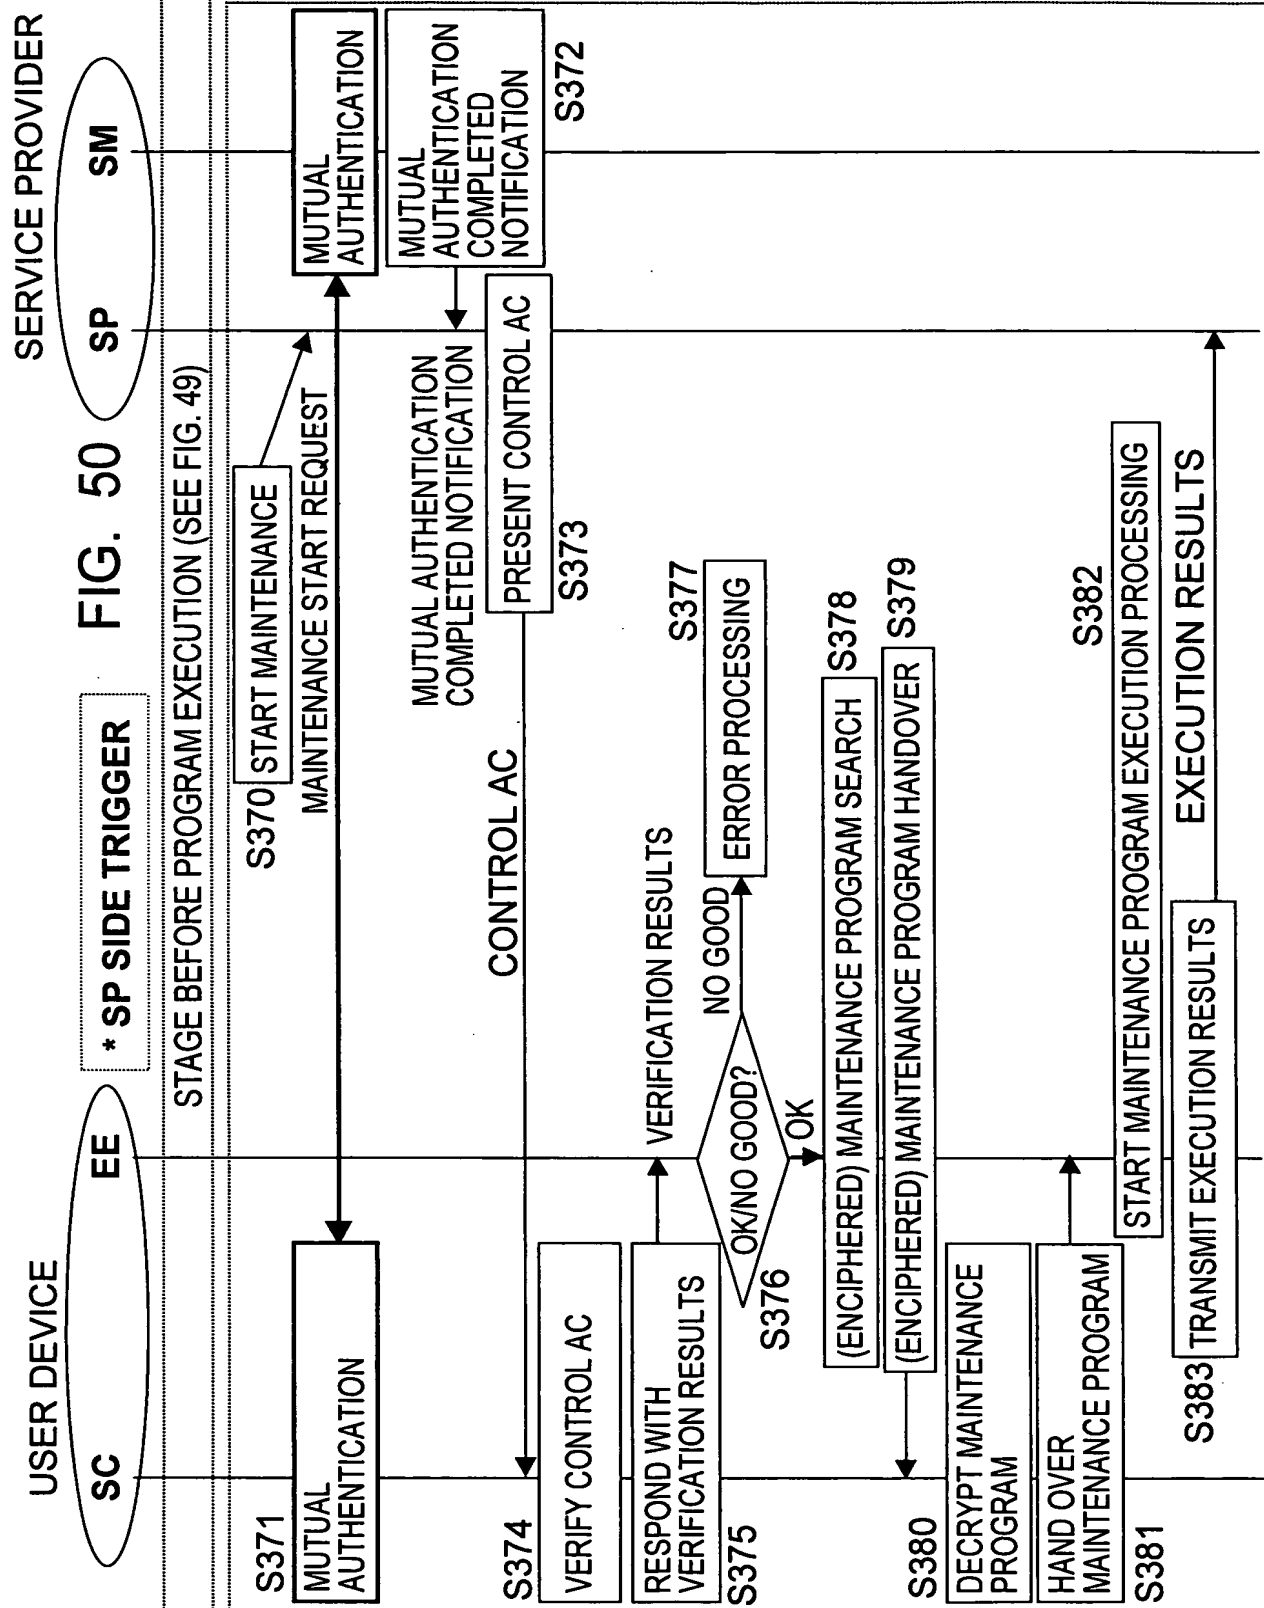 FIG. 50
USER DEVICE
SC
EE
* SP SIDE TRIGGER
SERVICE PROVIDER
SP
SM
STAGE BEFORE PROGRAM EXECUTION (SEE FIG. 49)
S370
START MAINTENANCE
MAINTENANCE START REQUEST
S371
MUTUAL
AUTHENTICATION
MUTUAL
AUTHENTICATION
MUTUAL
AUTHENTICATION
COMPLETED
NOTIFICATION
S372
MUTUAL AUTHENTICATION
COMPLETED NOTIFICATION
PRESENT CONTROL AC
S373
CONTROL AC
S374
VERIFY CONTROL AC
RESPOND WITH
VERIFICATION RESULTS
S375
VERIFICATION RESULTS
OK/NO GOOD?
S376
NO GOOD
S377
ERROR PROCESSING
OK
(ENCIPHERED) MAINTENANCE PROGRAM SEARCH
S378
(ENCIPHERED) MAINTENANCE PROGRAM HANDOVER
S379
S380
DECRYPT MAINTENANCE
PROGRAM
HAND OVER
MAINTENANCE PROGRAM
S381
S382
START MAINTENANCE PROGRAM EXECUTION PROCESSING
S383
TRANSMIT EXECUTION RESULTS
EXECUTION RESULTS